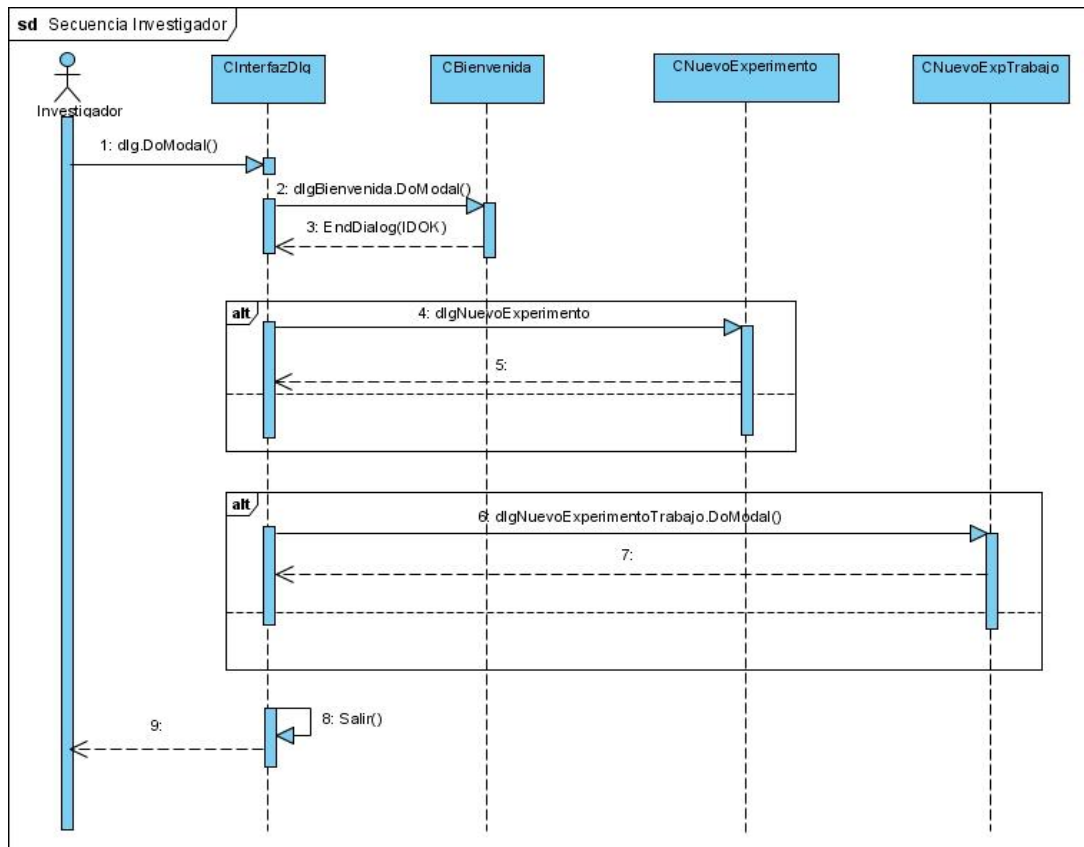 sd Secuencia Investigador
Investigador
CInterfazDlg
CBienvenida
CNuevoExperimento
CNuevoExpTrabajo
1: dlg.DoModal()
2: dlgBienvenida.DoModal()
3: EndDialog(IDOK)
alt
4: dlgNuevoExperimento
5:
alt
6: dlgNuevoExperimentoTrabajo.DoModal()
7:
8: Salir()
9: